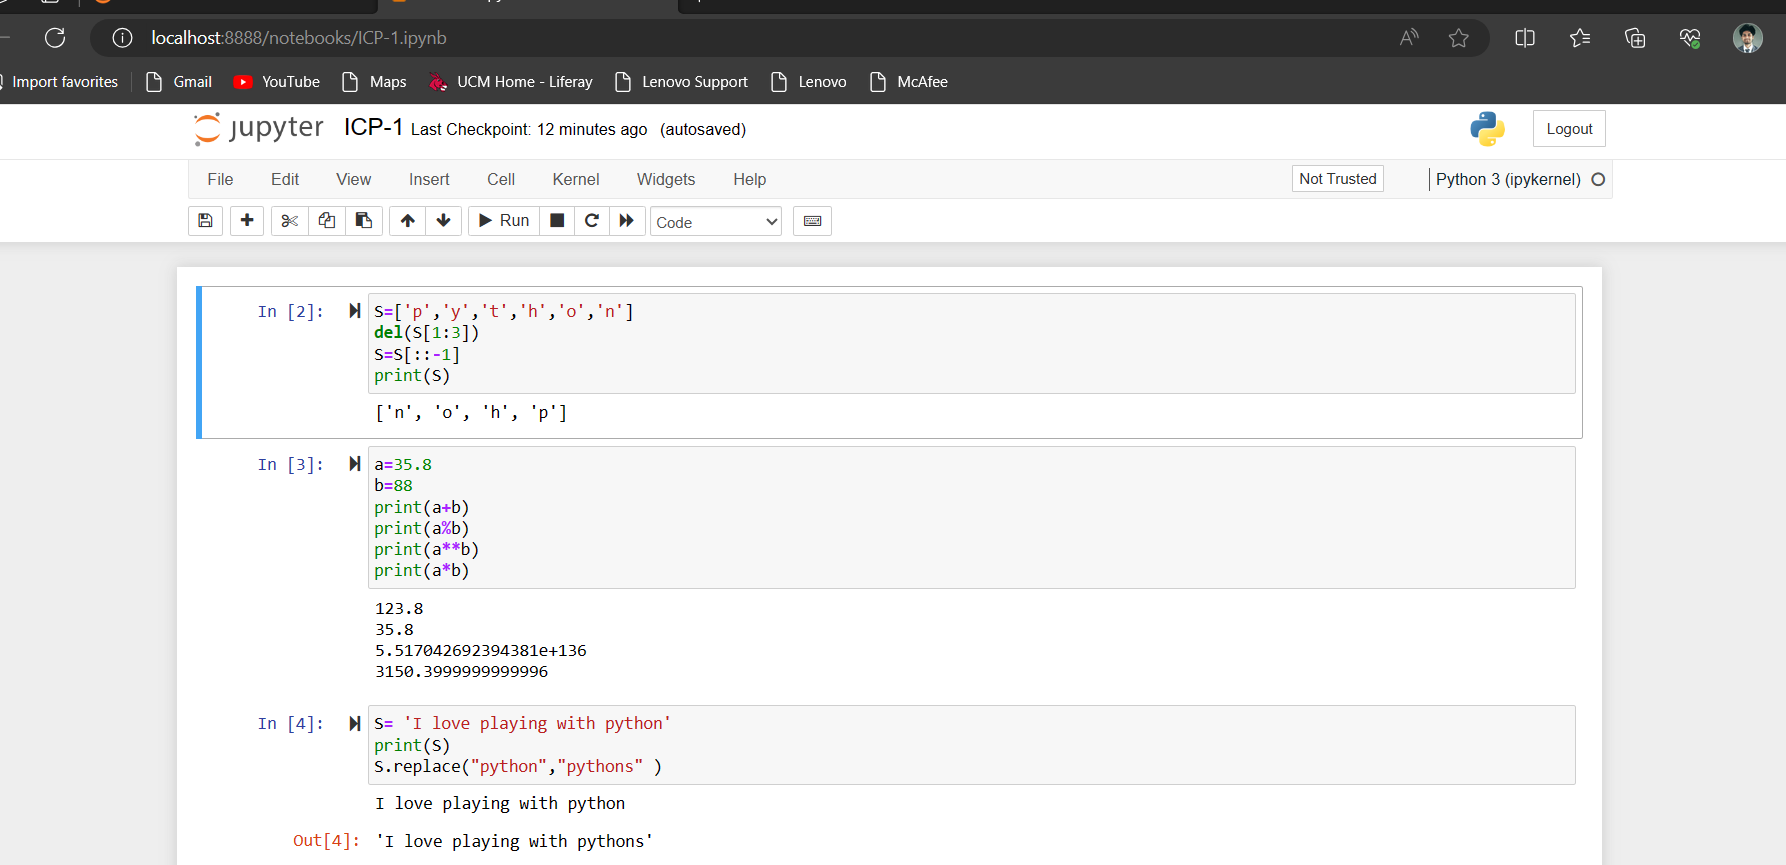 localhost:8888/notebooks/ICP-1.ipynb
Import favorites Gmail YouTube Maps UCM Home - Liferay Lenovo Support Lenovo McAfee
jupyter ICP-1 Last Checkpoint: 12 minutes ago (autosaved) Logout
File Edit View Insert Cell Kernel Widgets Help Not Trusted Python 3 (ipykernel)
Run Code
In [2]: S=['p','y','t','h','o','n']
del(S[1:3])
S=S[::-1]
print(S)
['n', 'o', 'h', 'p']
In [3]: a=35.8
b=88
print(a+b)
print(a%b)
print(a**b)
print(a*b)
123.8
35.8
5.517042692394381e+136
3150.3999999999996
In [4]: S= 'I love playing with python'
print(S)
S.replace("python","pythons" )
I love playing with python
Out[4]: 'I love playing with pythons'